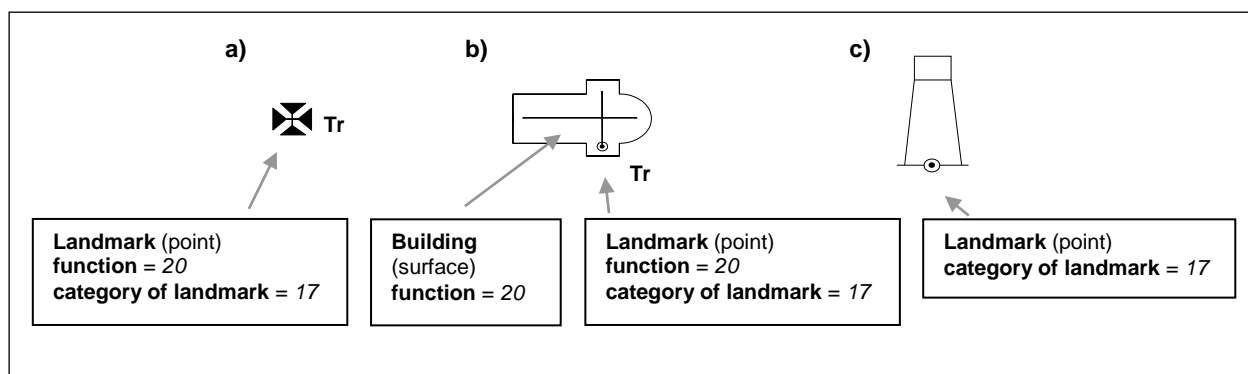 a)
Tr
b)
Tr
c)
Landmark (point)
function = 20
category of landmark = 17
Building
(surface)
function = 20
Landmark (point)
function = 20
category of landmark = 17
Landmark (point)
category of landmark = 17